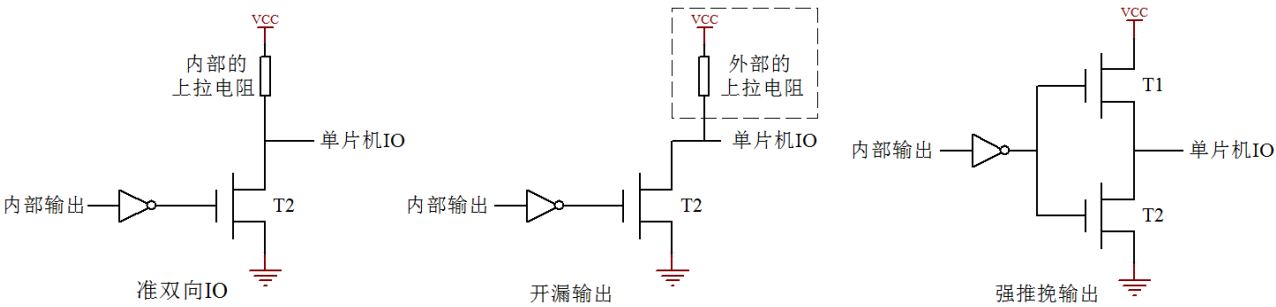 VCC
内部的
上拉电阻
单片机IO
内部输出
T2
准双向IO
VCC
外部的
上拉电阻
单片机IO
内部输出
T2
开漏输出
VCC
T1
内部输出
单片机IO
T2
强推挽输出